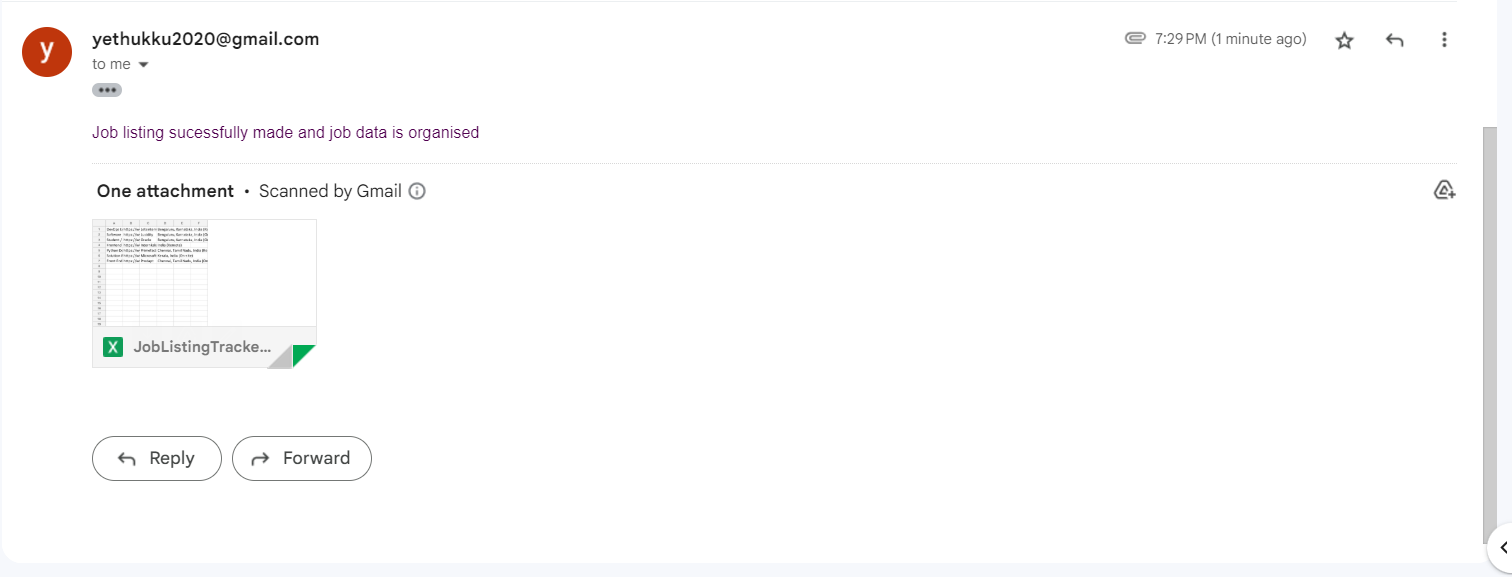 y
yethukku2020@gmail.com
7:29 PM (1 minute ago)
to me
Job listing sucessfully made and job data is organised
One attachment • Scanned by Gmail
X JobListingTracke...
Reply
Forward